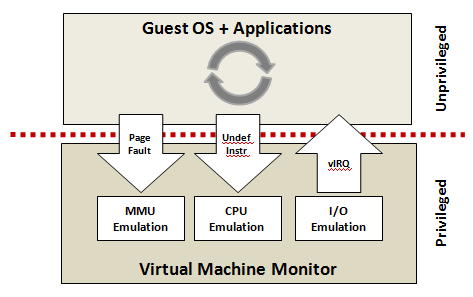 Guest OS + Applications
Unprivileged
Page
Fault
Undef
Instr
vIRQ
MMU
Emulation
CPU
Emulation
I/O
Emulation
Privileged
Virtual Machine Monitor